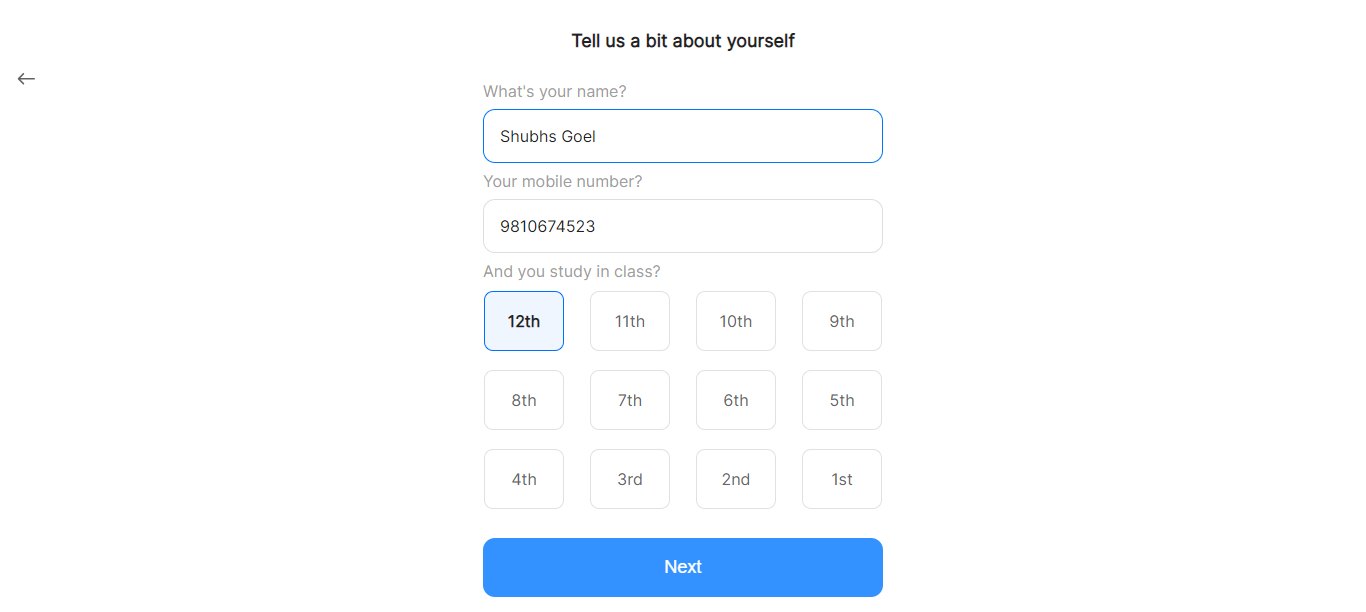 Tell us a bit about yourself
What's your name?
Shubhs Goel
Your mobile number?
9810674523
And you study in class?
12th 11th 10th 9th
8th 7th 6th 5th
4th 3rd 2nd 1st
Next